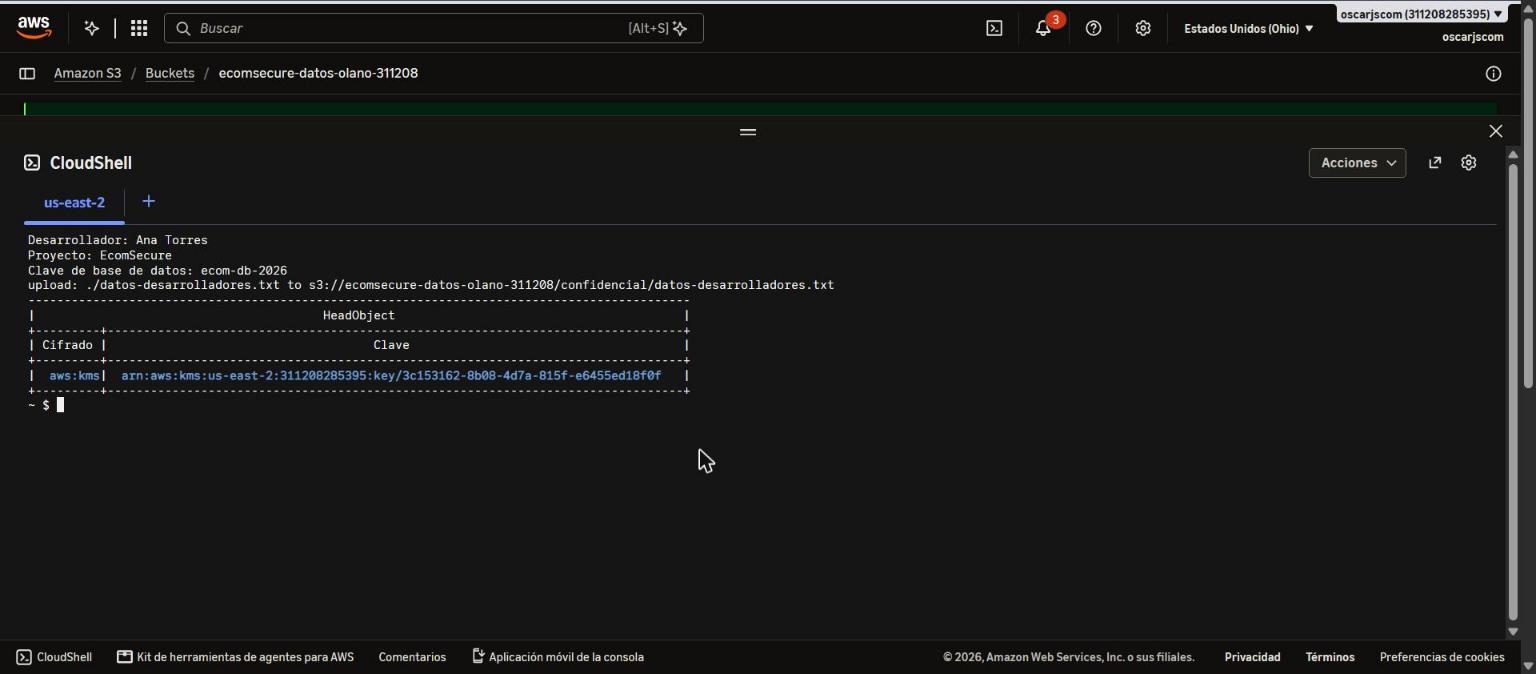 aws
Buscar [Alt+S]
3
Estados Unidos (Ohio) ▼
oscarjscom (311208285395) ▼
oscarjscom
Amazon S3 / Buckets / ecomsecure-datos-olano-311208
CloudShell
Acciones
us-east-2 +
Desarrollador: Ana Torres
Proyecto: EcomSecure
Clave de base de datos: ecom-db-2026
upload: ./datos-desarrolladores.txt to s3://ecomsecure-datos-olano-311208/confidencial/datos-desarrolladores.txt
HeadObject
Cifrado | Clave
aws:kms| arn:aws:kms:us-east-2:311208285395:key/3c153162-8b08-4d7a-815f-e6455ed18f0f
~ $
CloudShell Kit de herramientas de agentes para AWS Comentarios Aplicación móvil de la consola © 2026, Amazon Web Services, Inc. o sus filiales. Privacidad Términos Preferencias de cookies